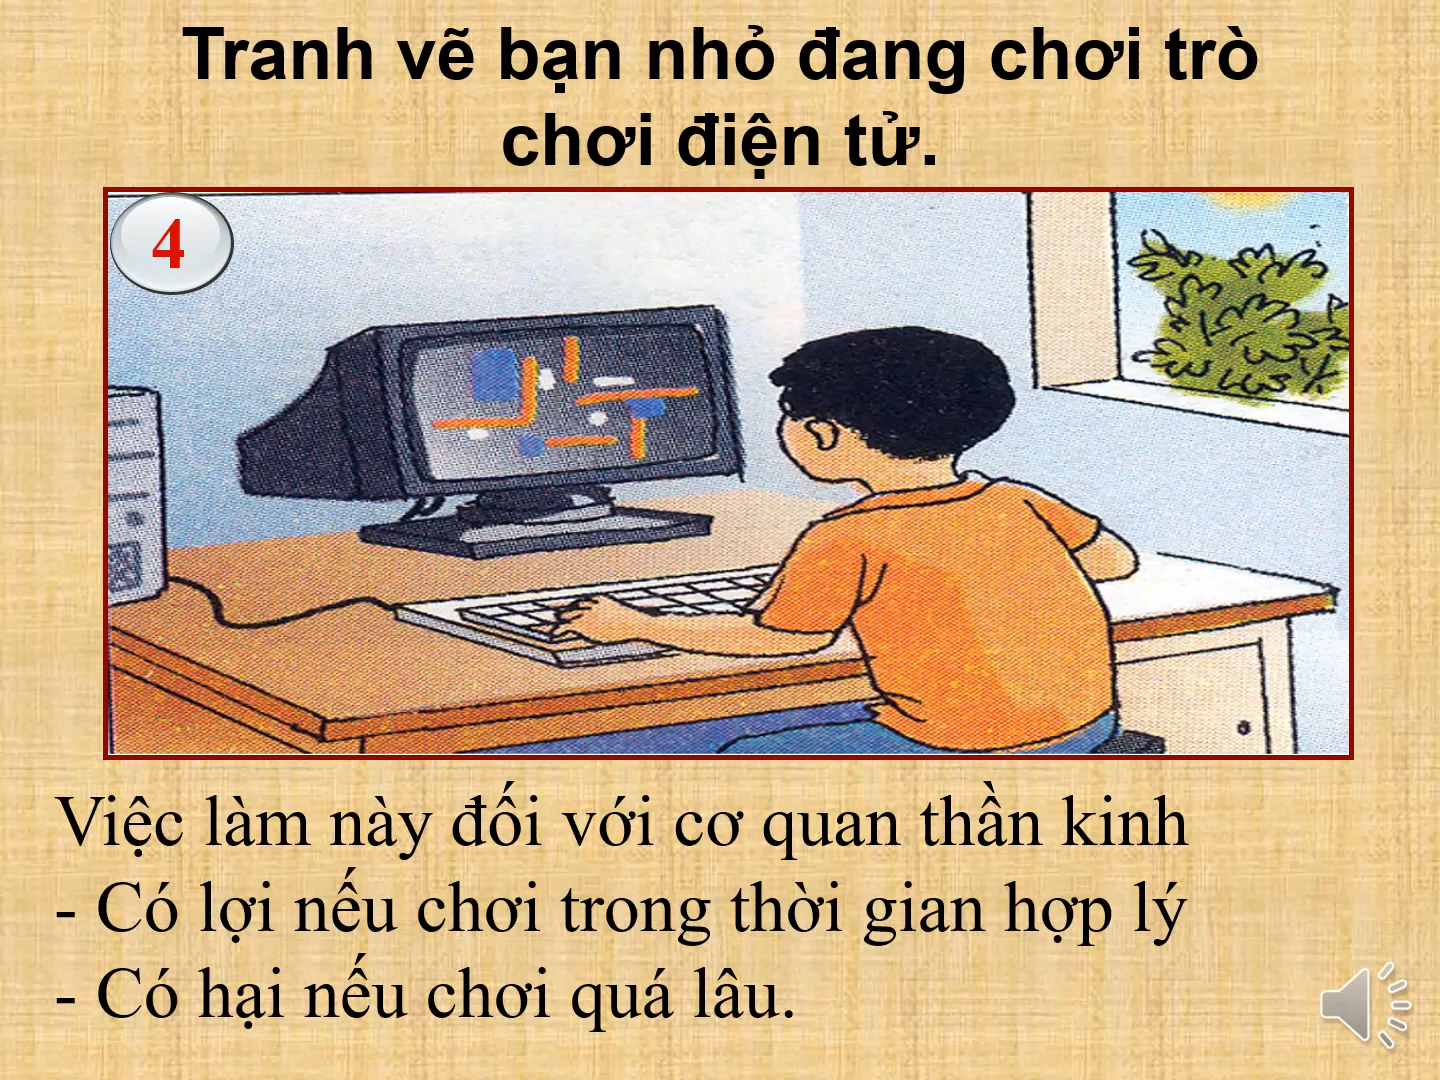 Tranh vẽ bạn nhỏ đang chơi trò
chơi điện tử.
4
Việc làm này đối với cơ quan thần kinh
- Có lợi nếu chơi trong thời gian hợp lý
- Có hại nếu chơi quá lâu.